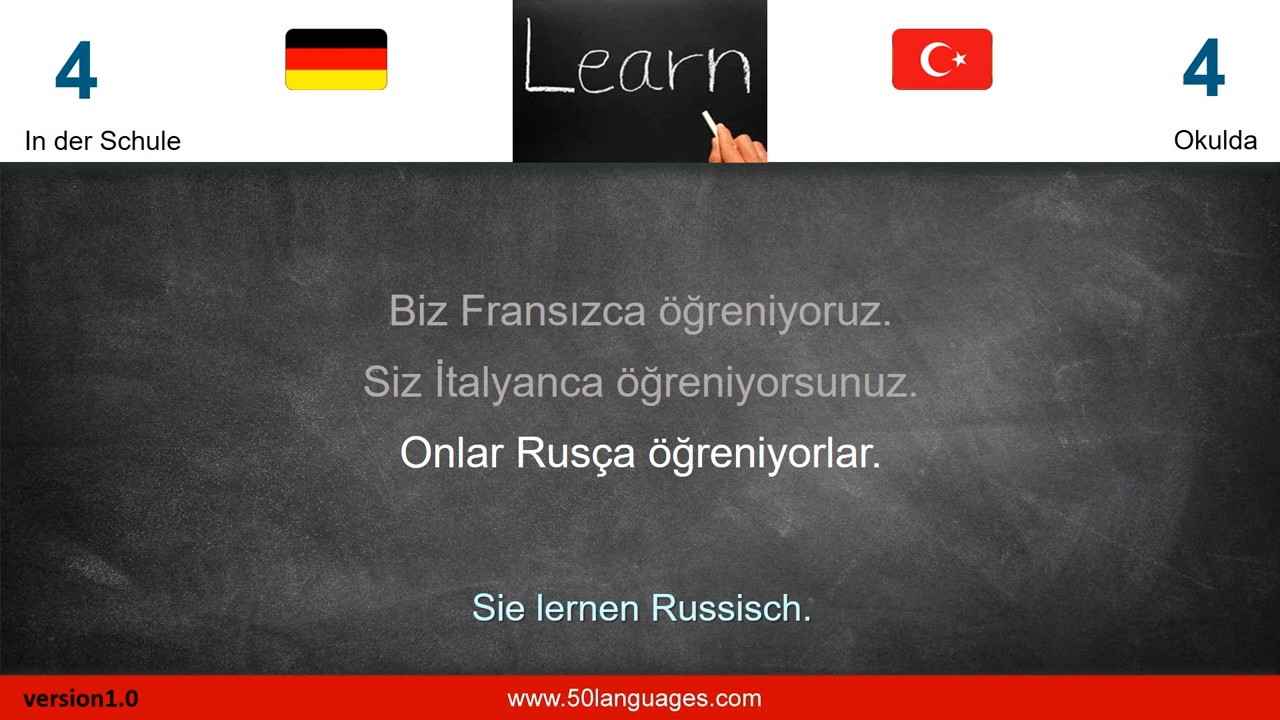 4
Learn
4
In der Schule
Okulda
Biz Fransızca öğreniyoruz.
Siz İtalyanca öğreniyorsunuz.
Onlar Rusça öğreniyorlar.
Sie lernen Russisch.
version1.0
www.50languages.com